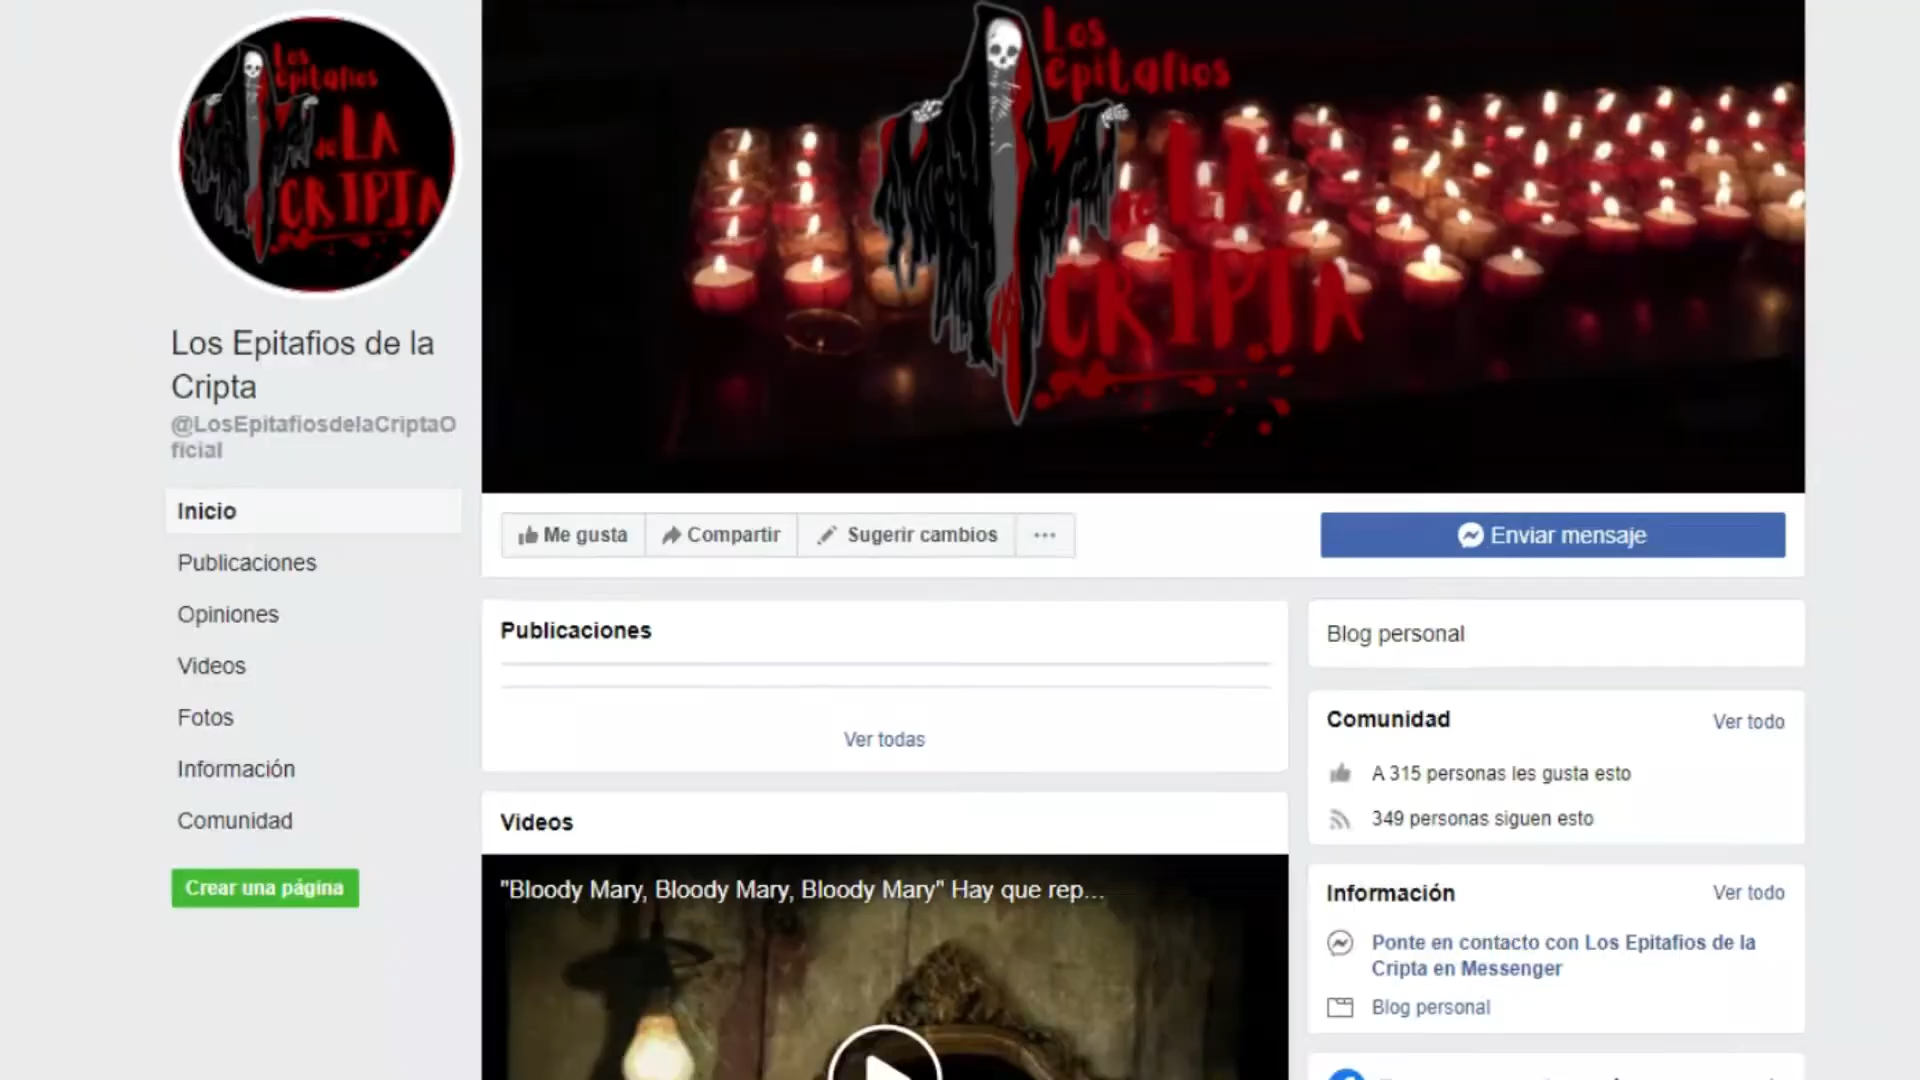 Los
epitafios
de LA
CRIPTA
Los Epitafios de la
Cripta
@LosEpitafiosdelaCriptaO
ficial
Inicio
Publicaciones
Opiniones
Videos
Fotos
Información
Comunidad
Crear una página
Los
epitafios
de LA
CRIPTA
Me gusta
Compartir
Sugerir cambios
...
Enviar mensaje
Publicaciones
Ver todas
Videos
"Bloody Mary, Bloody Mary, Bloody Mary" Hay que rep...
Blog personal
Comunidad
Ver todo
A 315 personas les gusta esto
349 personas siguen esto
Información
Ver todo
Ponte en contacto con Los Epitafios de la
Cripta en Messenger
Blog personal